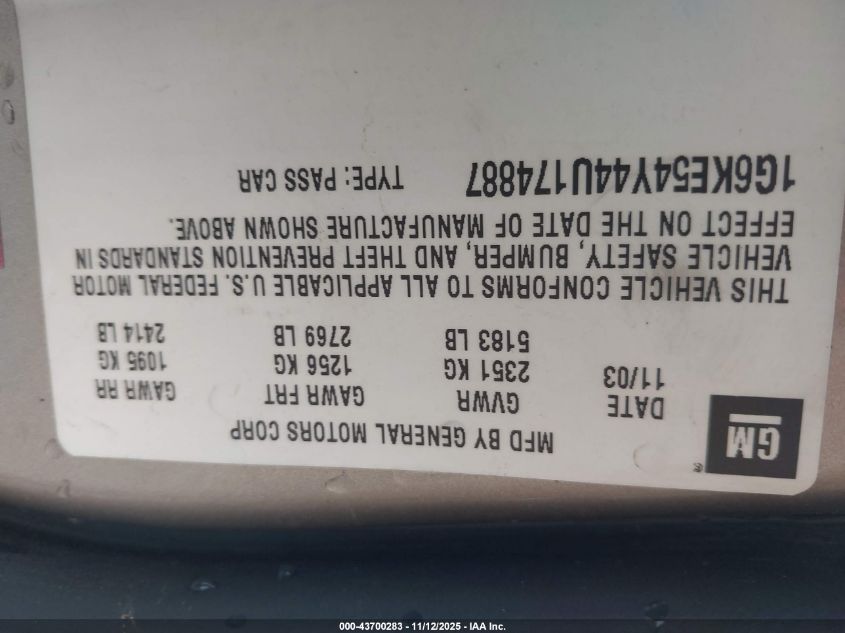 GM
®
MFD BY GENERAL MOTORS CORP
DATE GVWR GAWR FRT GAWR RR
11/03 2351 KG 1256 KG 1095 KG
5183 LB 2769 LB 2414 LB
THIS VEHICLE CONFORMS TO ALL APPLICABLE U.S. FEDERAL MOTOR
VEHICLE SAFETY, BUMPER, AND THEFT PREVENTION STANDARDS IN
EFFECT ON THE DATE OF MANUFACTURE SHOWN ABOVE.
1G6KE54Y44U174887 TYPE: PASS CAR
000-43700283 - 11/12/2025 - IAA Inc.